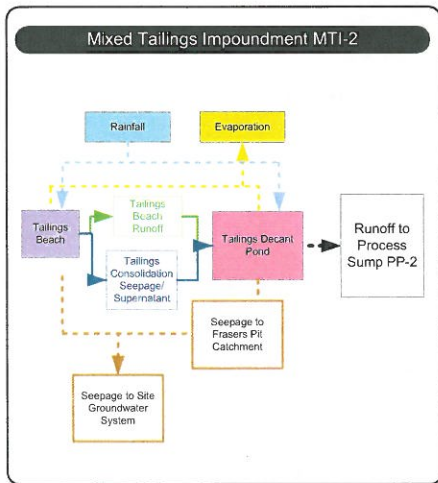 Mixed Tailings Impoundment MTI-2
Rainfall
Evaporation
Tailings
Beach
Tailings
Beach
Runoff
Tailings
Consolidation
Seepage/
Supernatant
Tailings Decant
Pond
Runoff to
Process
Sump PP-2
Seepage to
Frasers Pit
Catchment
Seepage to Site
Groundwater
System